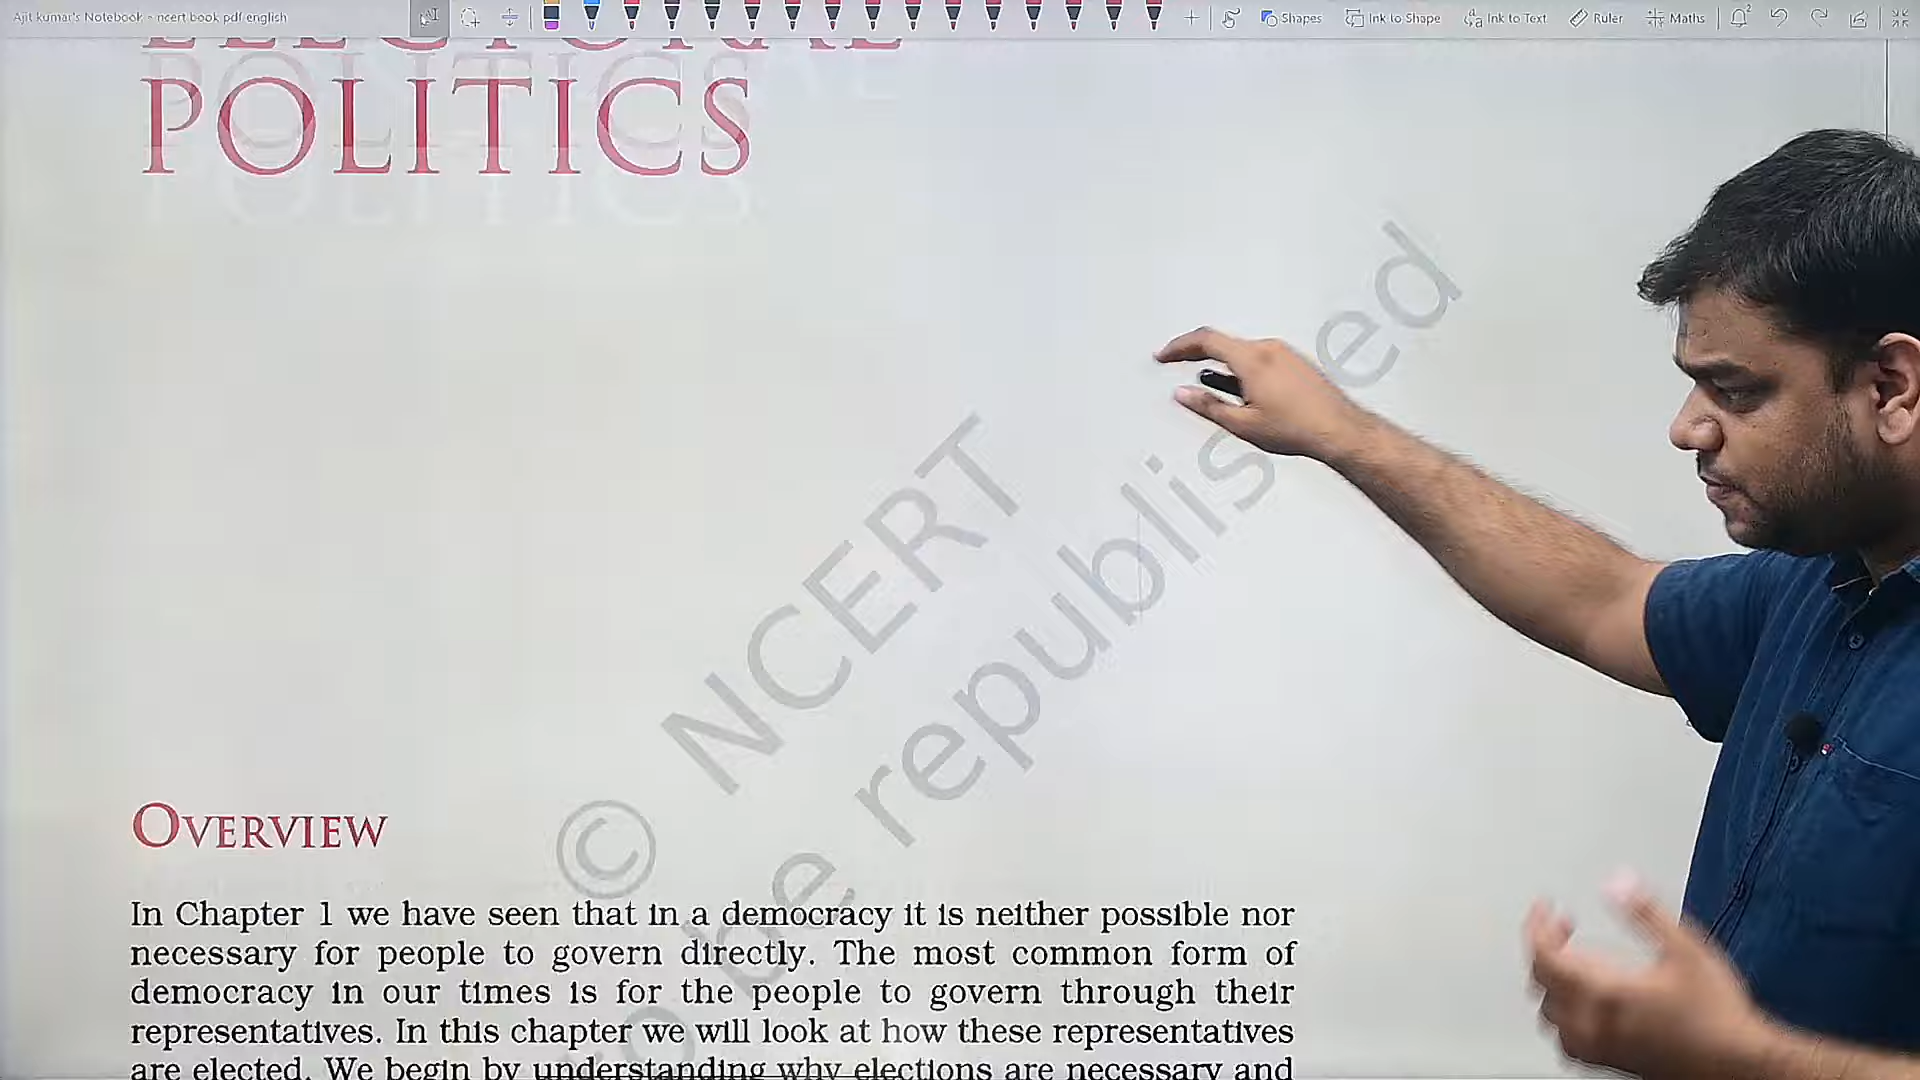 Ajit kumar's Notebook » ncert book pdf english
Shapes
Ink to Shape
Ink to Text
Ruler
Maths
ELECTORAL
POLITICS
© NCERT
to be republished
OVERVIEW
In Chapter 1 we have seen that in a democracy it is neither possible nor
necessary for people to govern directly. The most common form of
democracy in our times is for the people to govern through their
representatives. In this chapter we will look at how these representatives
are elected. We begin by understanding why elections are necessary and